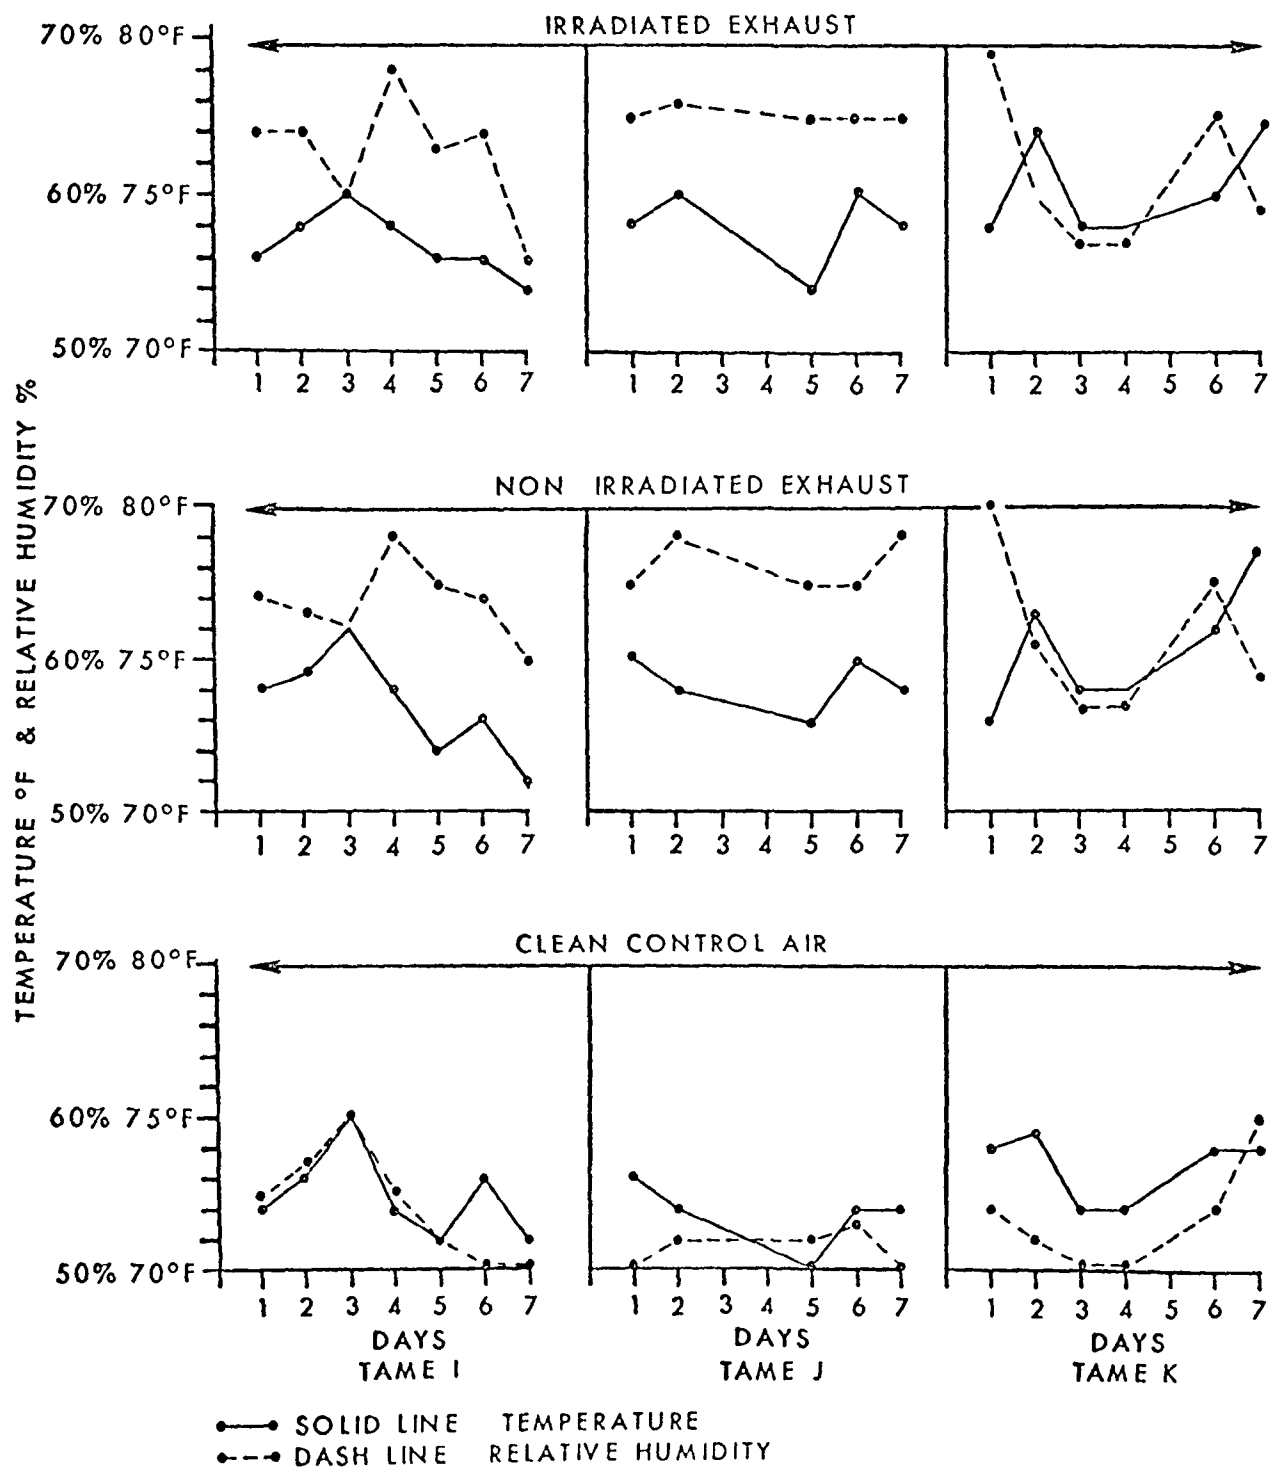 IRRADIATED EXHAUST
70% 80°F
60% 75°F
50% 70°F
1 2 3 4 5 6 7
1 2 3 4 5 6 7
1 2 3 4 5 6 7
TEMPERATURE °F & RELATIVE HUMIDITY %
NON IRRADIATED EXHAUST
70% 80°F
60% 75°F
50% 70°F
1 2 3 4 5 6 7
1 2 3 4 5 6 7
1 2 3 4 5 6 7
CLEAN CONTROL AIR
70% 80°F
60% 75°F
50% 70°F
1 2 3 4 5 6 7
DAYS
TAME I
1 2 3 4 5 6 7
DAYS
TAME J
1 2 3 4 5 6 7
DAYS
TAME K
SOLID LINE TEMPERATURE
DASH LINE RELATIVE HUMIDITY